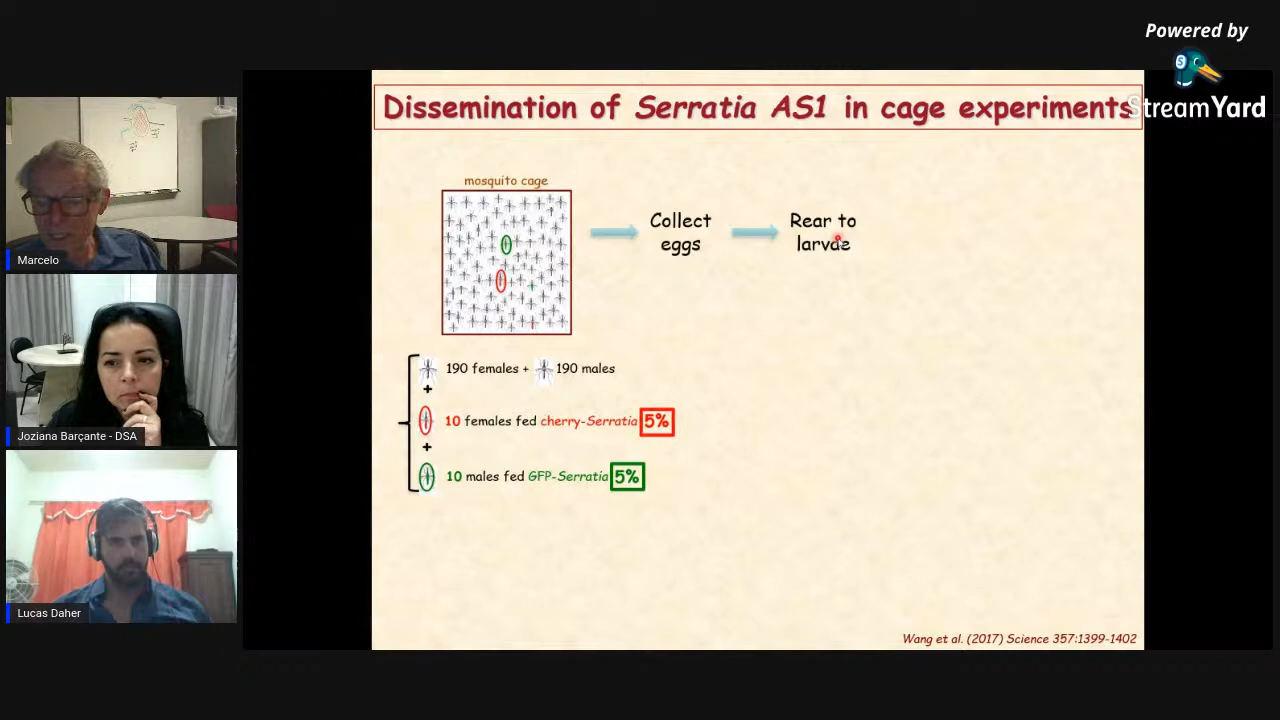 Powered by
StreamYard
Dissemination of Serratia AS1 in cage experiments
mosquito cage
Collect
eggs
Rear to
larvae
190 females + 190 males
+
10 females fed cherry-Serratia 5%
+
10 males fed GFP-Serratia 5%
Wang et al. (2017) Science 357:1399-1402
Marcelo
Joziana Barçante - DSA
Lucas Daher